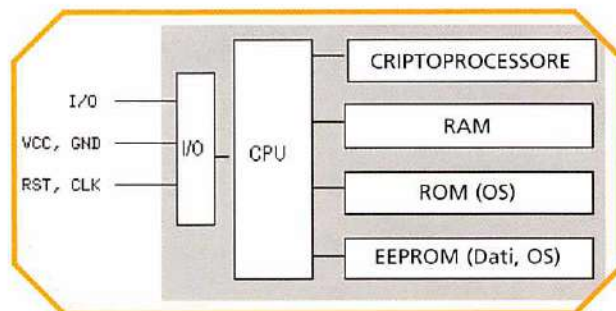 I/O
VCC, GND
RST, CLK
I/O
CPU
CRIPTOPROCESSORE
RAM
ROM (OS)
EEPROM (Dati, OS)